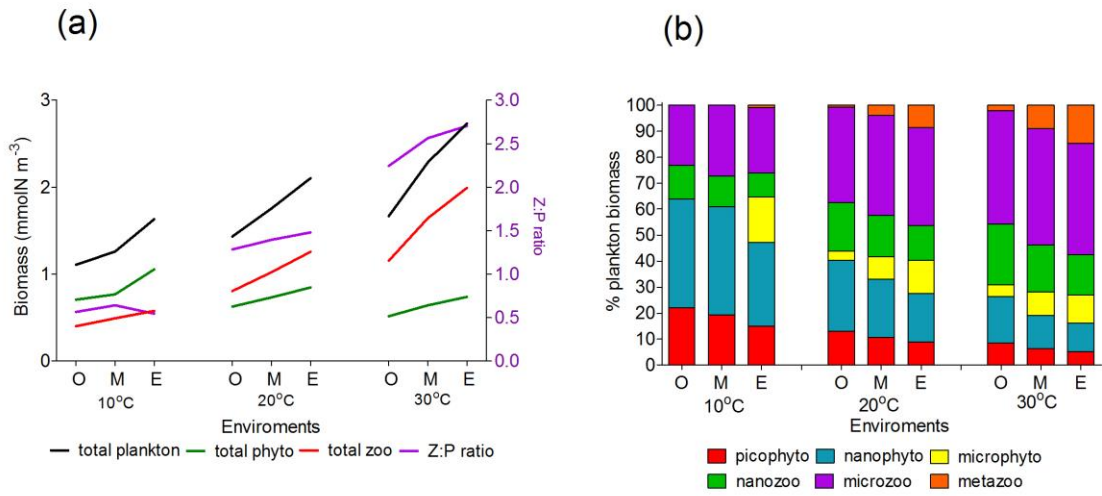 (a)
Biomass (mmolN m-3)
3
2
1
0
3.0
2.5
2.0
1.5
1.0
0.5
0.0
Z:P ratio
O M E O M E O M E
10°C 20°C 30°C
Enviroments
total plankton total phyto total zoo Z:P ratio
(b)
% plankton biomass
100
90
80
70
60
50
40
30
20
10
0
O M E O M E O M E
10°C 20°C 30°C
Enviroments
picophyto nanophyto microphyto
nanozoo microzoo metazoo